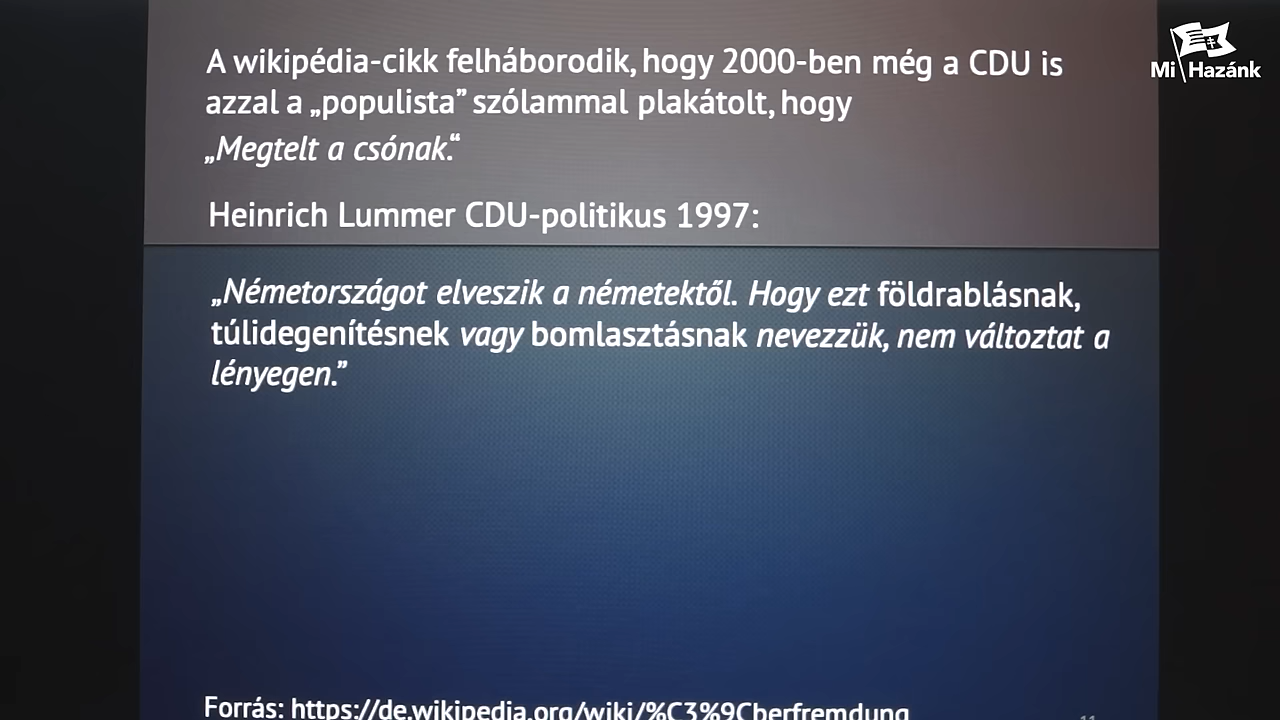 Mi Hazánk
A wikipédia-cikk felháborodik, hogy 2000-ben még a CDU is
azzal a „populista” szólammal plakátolt, hogy
„Megtelt a csónak.“
Heinrich Lummer CDU-politikus 1997:
„Németországot elveszik a németektől. Hogy ezt földrablásnak,
túlidegenítésnek vagy bomlasztásnak nevezzük, nem változtat a
lényegen.”
Forrás: https://de.wikipedia.org/wiki/%C3%9Cberfremdung
11